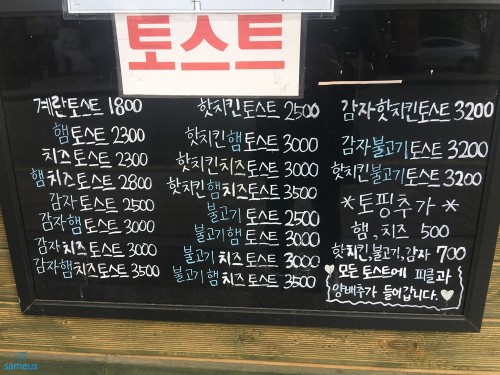 토스트
계란토스트 1800
햄토스트 2300
치즈토스트 2300
햄치즈토스트 2800
감자토스트 2500
감자햄토스트 3000
감자치즈토스트 3000
감자햄치즈토스트 3500
핫치킨토스트 2500
핫치킨햄토스트 3000
핫치킨치즈토스트 3000
핫치킨햄치즈토스트 3500
불고기토스트 2500
불고기햄토스트 3000
불고기치즈토스트 3000
불고기햄치즈토스트 3500
감자핫치킨토스트 3200
감자불고기토스트 3200
핫치킨불고기토스트 3200
*토핑추가*
햄, 치즈 500
핫치킨,불고기,감자 700
♥모든 토스트에 피클과
양배추가 들어갑니다.♥
sameus